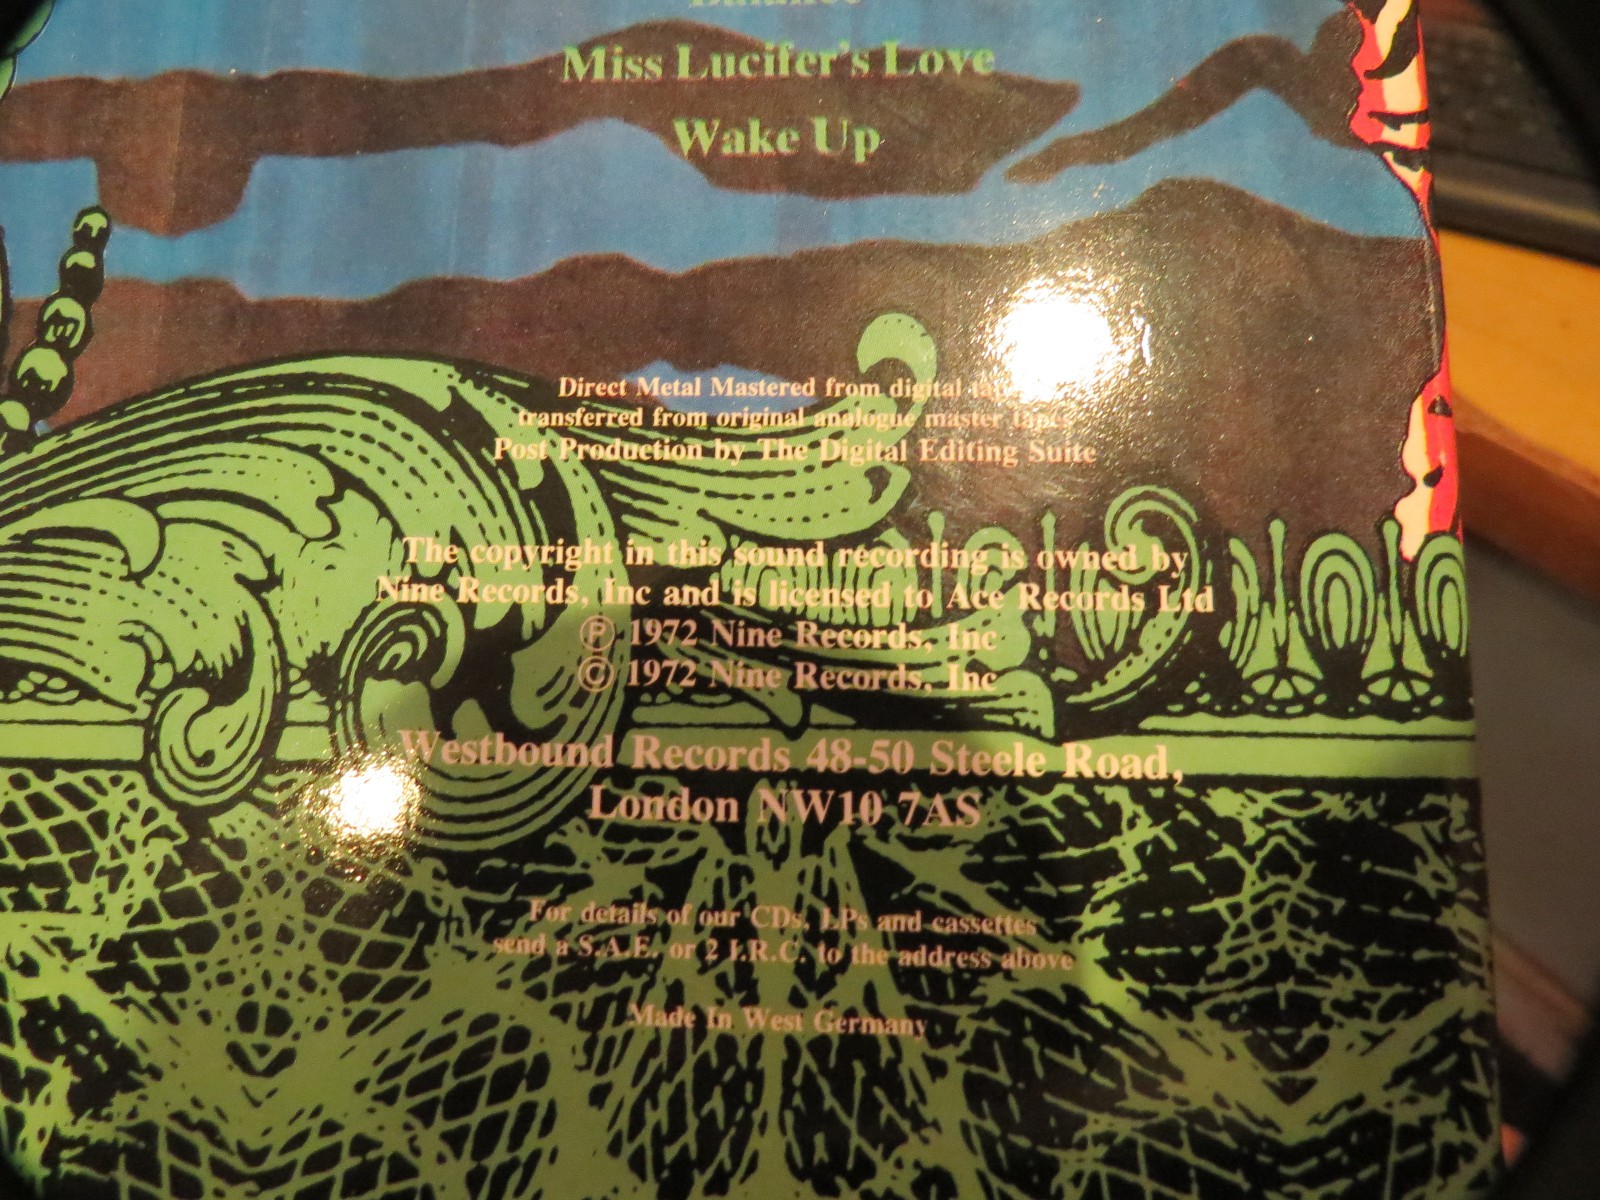 Balance
Miss Lucifer's Love
Wake Up
Direct Metal Mastered from digital
transferred from original analogue master tapes
Post Production by The Digital Editing Suite
The copyright in this sound recording is owned by
Nine Records, Inc and is licensed to Ace Records Ltd
Ⓟ 1972 Nine Records, Inc
© 1972 Nine Records, Inc
Westbound Records 48-50 Steele Road,
London NW10 7AS
For details of our CDs, LPs and cassettes
send a S.A.E. or 2 I.R.C. to the address above
Made In West Germany